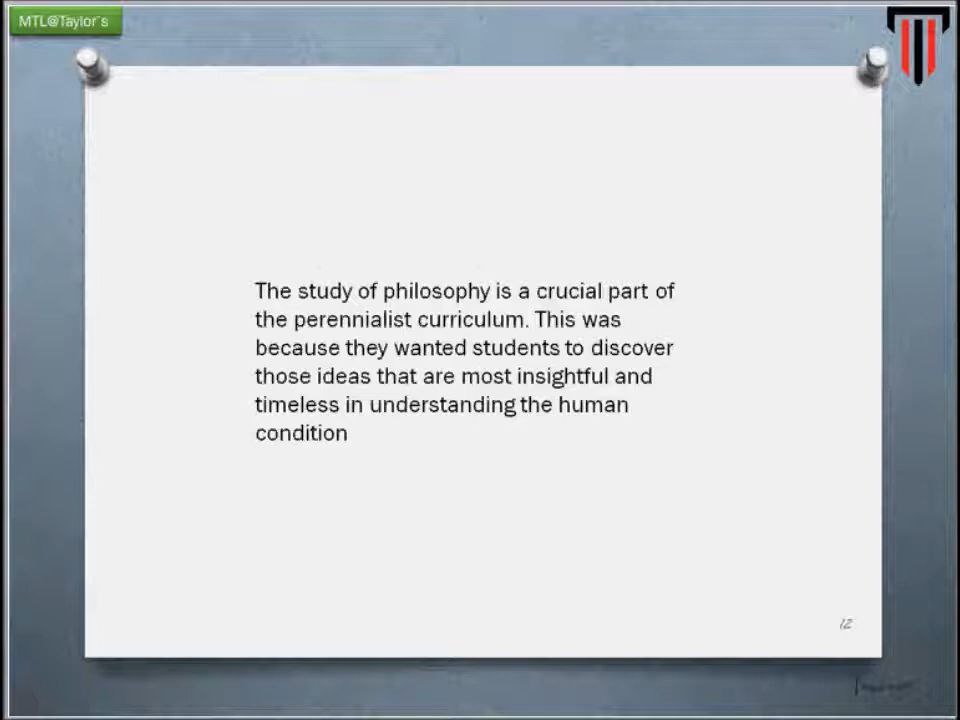 MTL@Taylor's
The study of philosophy is a crucial part of
the perennialist curriculum. This was
because they wanted students to discover
those ideas that are most insightful and
timeless in understanding the human
condition
12